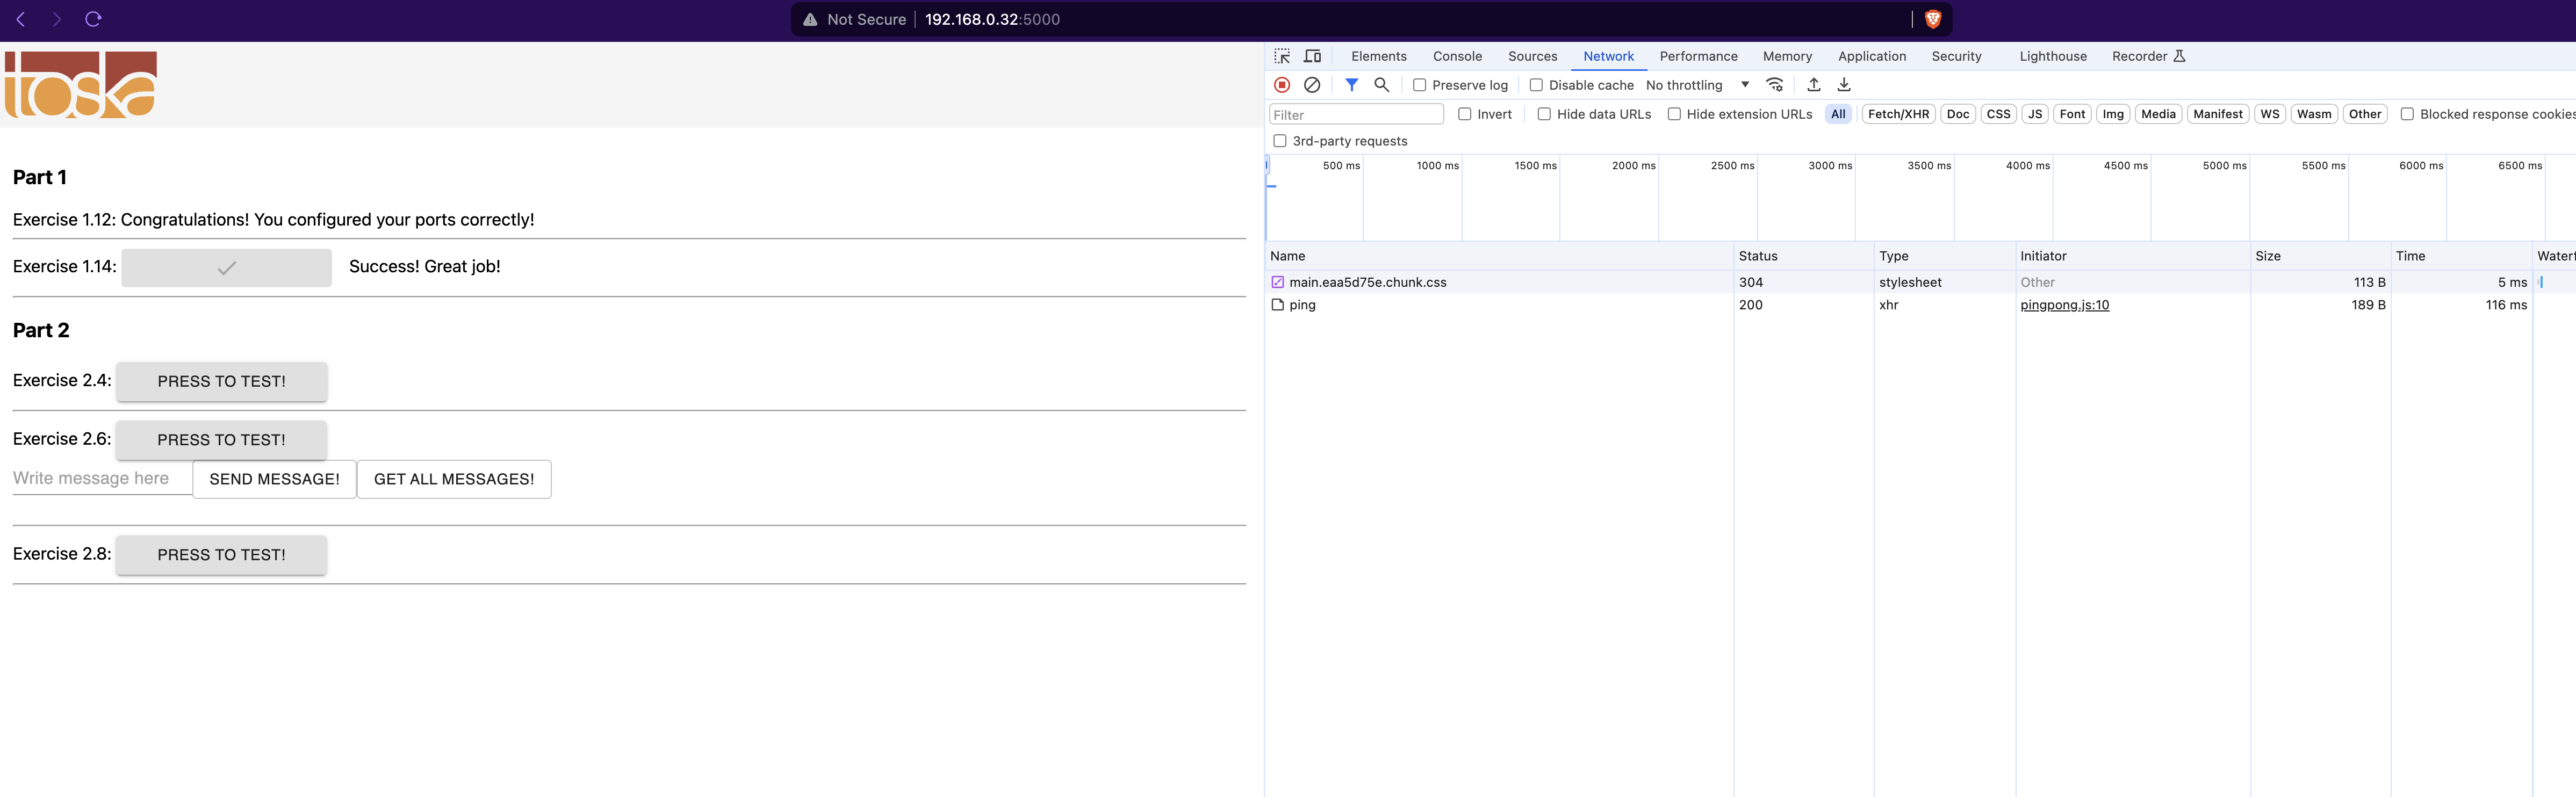 Not Secure 192.168.0.32:5000
toska
Part 1
Exercise 1.12: Congratulations! You configured your ports correctly!
Exercise 1.14: Success! Great job!
Part 2
Exercise 2.4: PRESS TO TEST!
Exercise 2.6: PRESS TO TEST!
Write message here SEND MESSAGE! GET ALL MESSAGES!
Exercise 2.8: PRESS TO TEST!
Elements Console Sources Network Performance Memory Application Security Lighthouse Recorder
Preserve log Disable cache No throttling
Filter Invert Hide data URLs Hide extension URLs All Fetch/XHR Doc CSS JS Font Img Media Manifest WS Wasm Other Blocked response cookies
3rd-party requests
500 ms 1000 ms 1500 ms 2000 ms 2500 ms 3000 ms 3500 ms 4000 ms 4500 ms 5000 ms 5500 ms 6000 ms 6500 ms
Name Status Type Initiator Size Time Waterf
main.eaa5d75e.chunk.css 304 stylesheet Other 113 B 5 ms
ping 200 xhr pingpong.js:10 189 B 116 ms